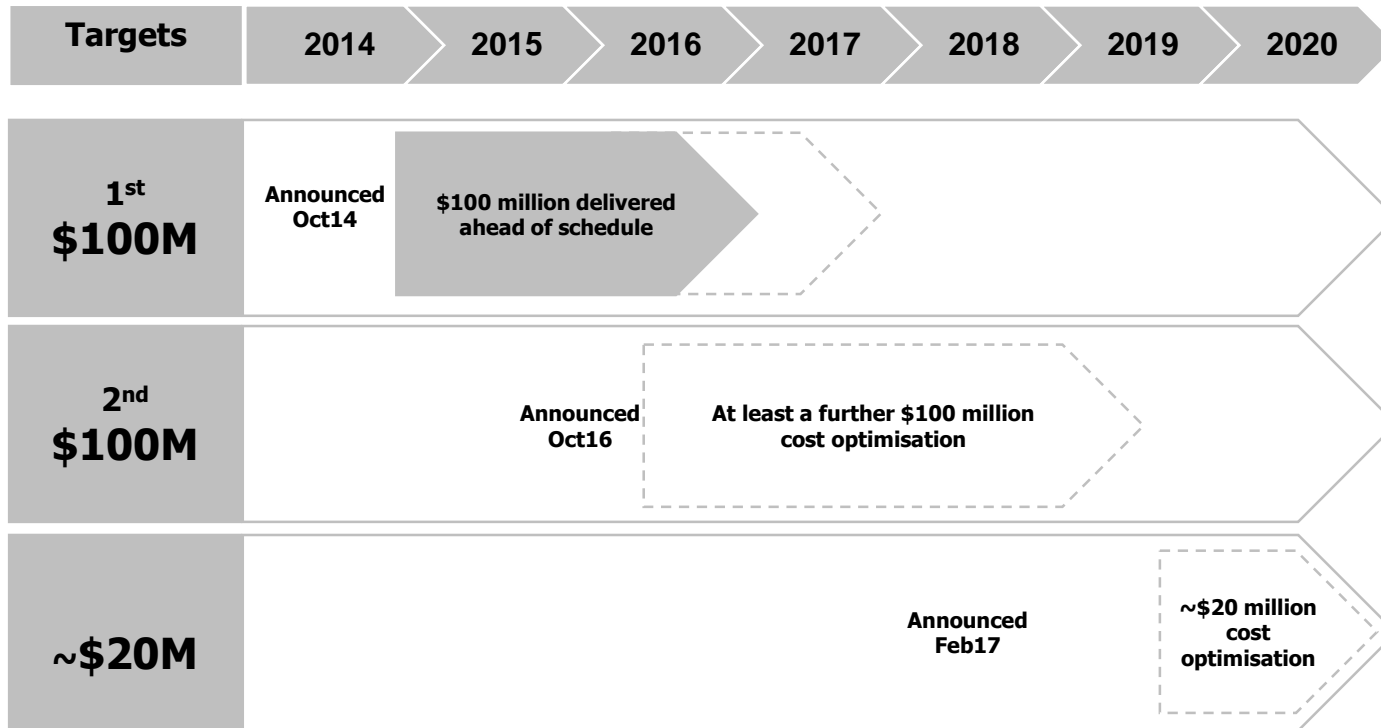 Targets
2014 2015 2016 2017 2018 2019 2020
1st
$100M
Announced
Oct14
$100 million delivered
ahead of schedule
2nd
$100M
Announced
Oct16
At least a further $100 million
cost optimisation
~$20M
Announced
Feb17
~$20 million
cost
optimisation